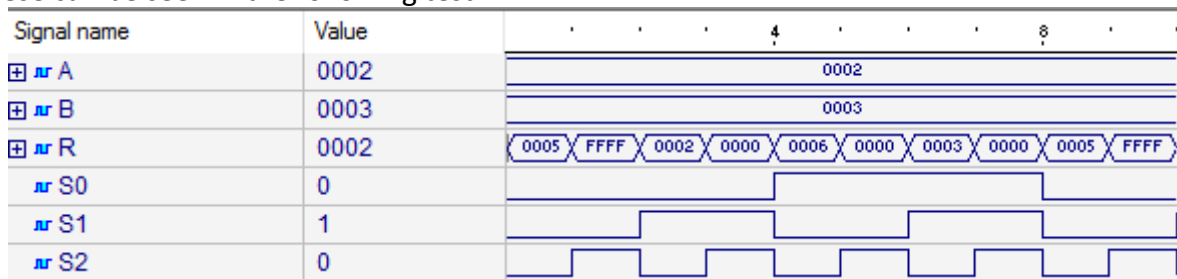 Signal name Value 4 8
A 0002 0002
B 0003 0003
R 0002 0005 FFFF 0002 0000 0006 0000 0003 0000 0005 FFFF
S0 0
S1 1
S2 0